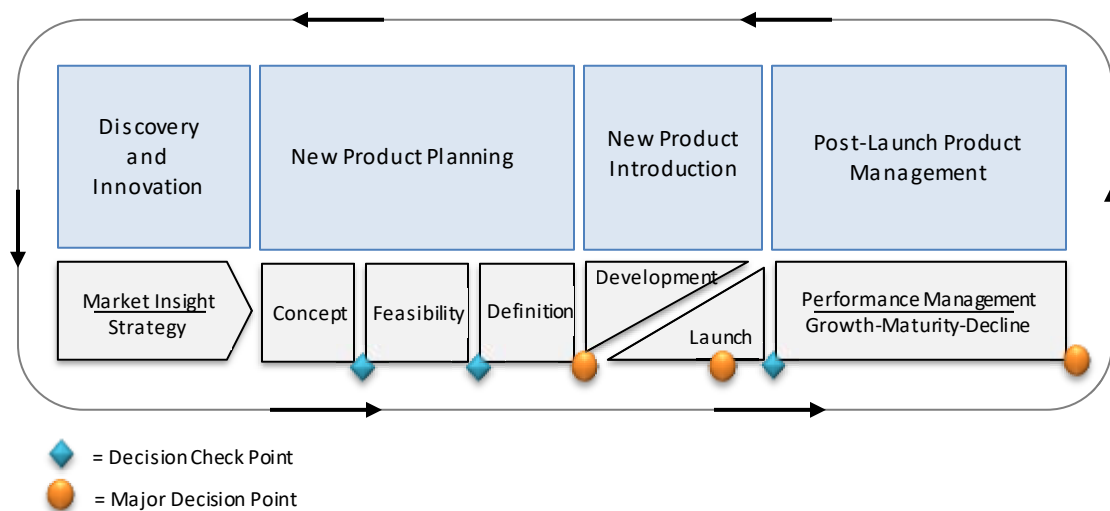 Discovery
and
Innovation
New Product Planning
New Product
Introduction
Post-Launch Product
Management
Market Insight
Strategy
Concept
Feasibility
Definition
Development
Launch
Performance Management
Growth-Maturity-Decline
= Decision Check Point
= Major Decision Point